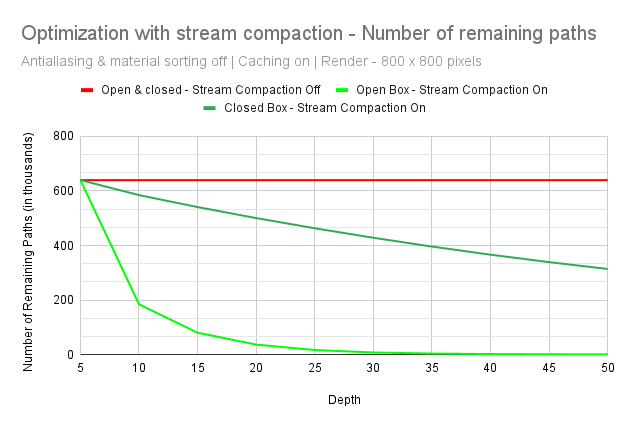 Optimization with stream compaction - Number of remaining paths
Antialiasing & material sorting off | Caching on | Render - 800 x 800 pixels
Open & closed - Stream Compaction Off
Open Box - Stream Compaction On
Closed Box - Stream Compaction On
Number of Remaining Paths (in thousands)
800
600
400
200
0
5 10 15 20 25 30 35 40 45 50
Depth